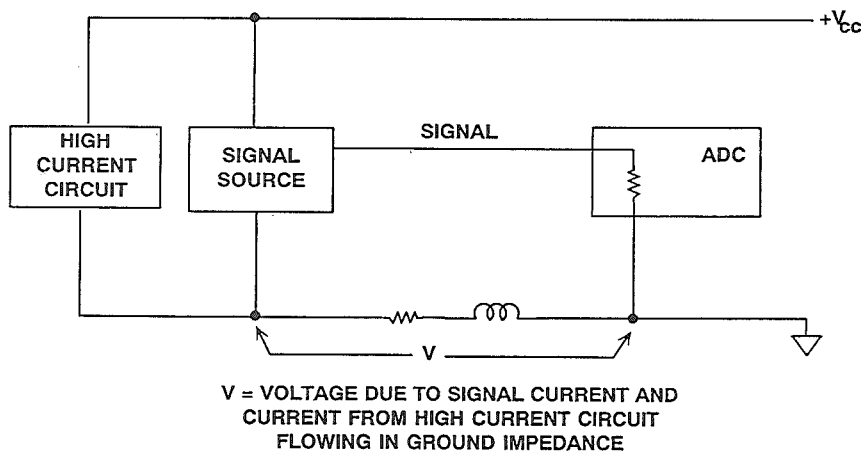 +VCC
HIGH
CURRENT
CIRCUIT
SIGNAL
SOURCE
SIGNAL
ADC
V
V = VOLTAGE DUE TO SIGNAL CURRENT AND
CURRENT FROM HIGH CURRENT CIRCUIT
FLOWING IN GROUND IMPEDANCE